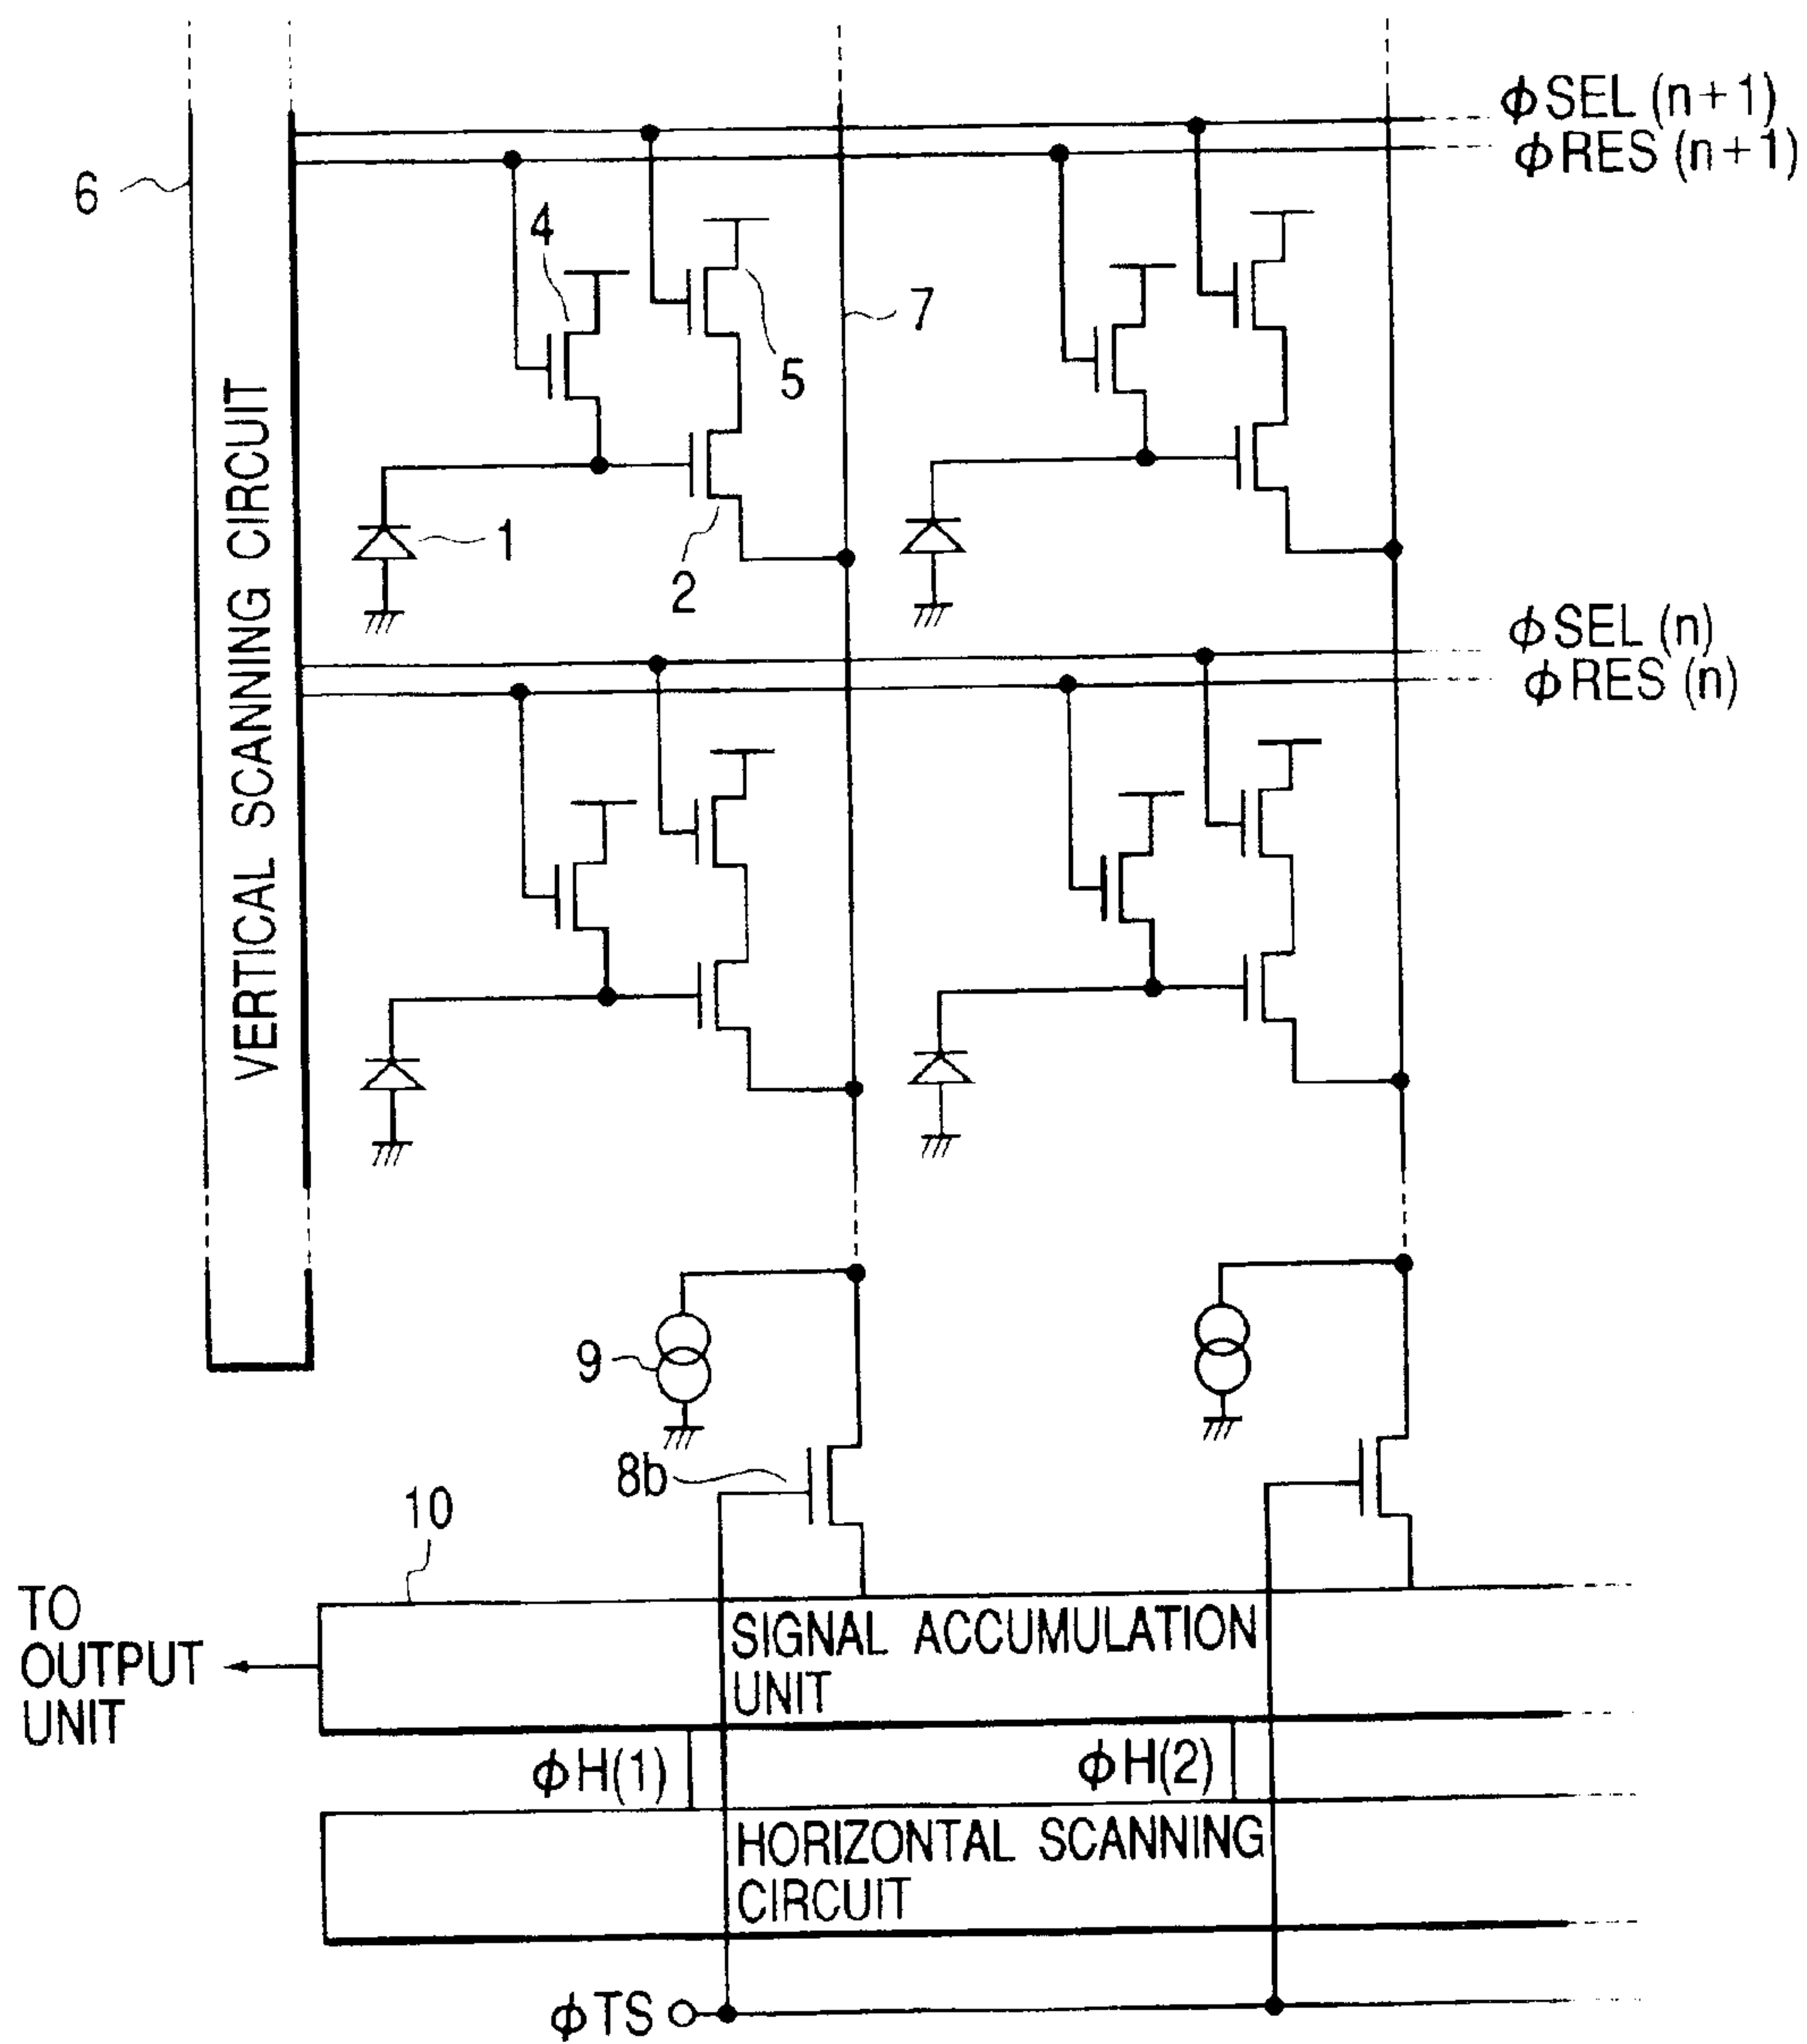 ϕSEL (n+1)
ϕRES (n+1)
6
4
7
5
VERTICAL SCANNING CIRCUIT
1
2
ϕSEL (n)
ϕRES (n)
9
8b
10
TO
OUTPUT
UNIT
SIGNAL ACCUMULATION
UNIT
ϕH(1)
ϕH(2)
HORIZONTAL SCANNING
CIRCUIT
ϕTS